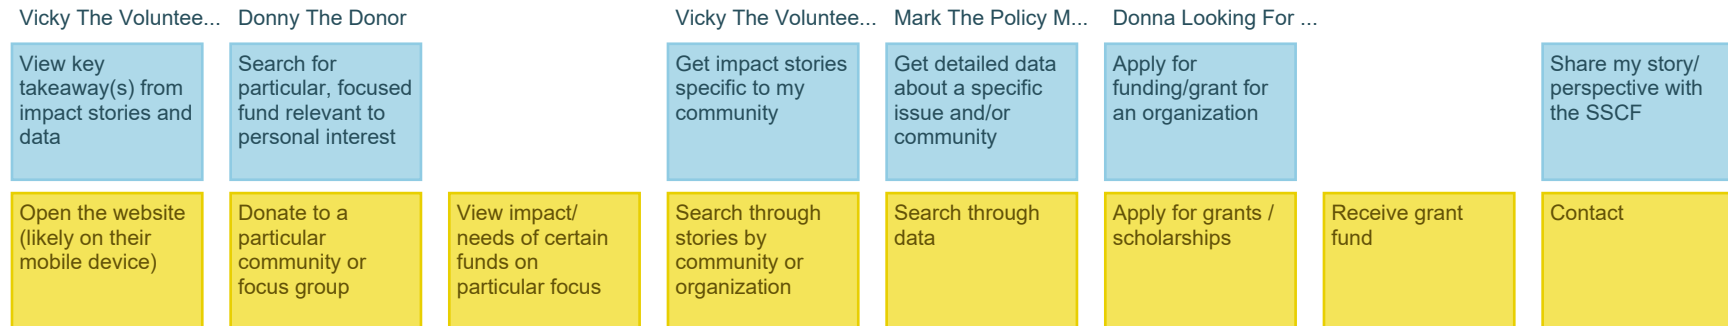 Vicky The Voluntee...
Donny The Donor
Vicky The Voluntee...
Mark The Policy M...
Donna Looking For ...
View key
takeaway(s) from
impact stories and
data
Search for
particular, focused
fund relevant to
personal interest
Get impact stories
specific to my
community
Get detailed data
about a specific
issue and/or
community
Apply for
funding/grant for
an organization
Share my story/
perspective with
the SSCF
Open the website
(likely on their
mobile device)
Donate to a
particular
community or
focus group
View impact/
needs of certain
funds on
particular focus
Search through
stories by
community or
organization
Search through
data
Apply for grants /
scholarships
Receive grant
fund
Contact